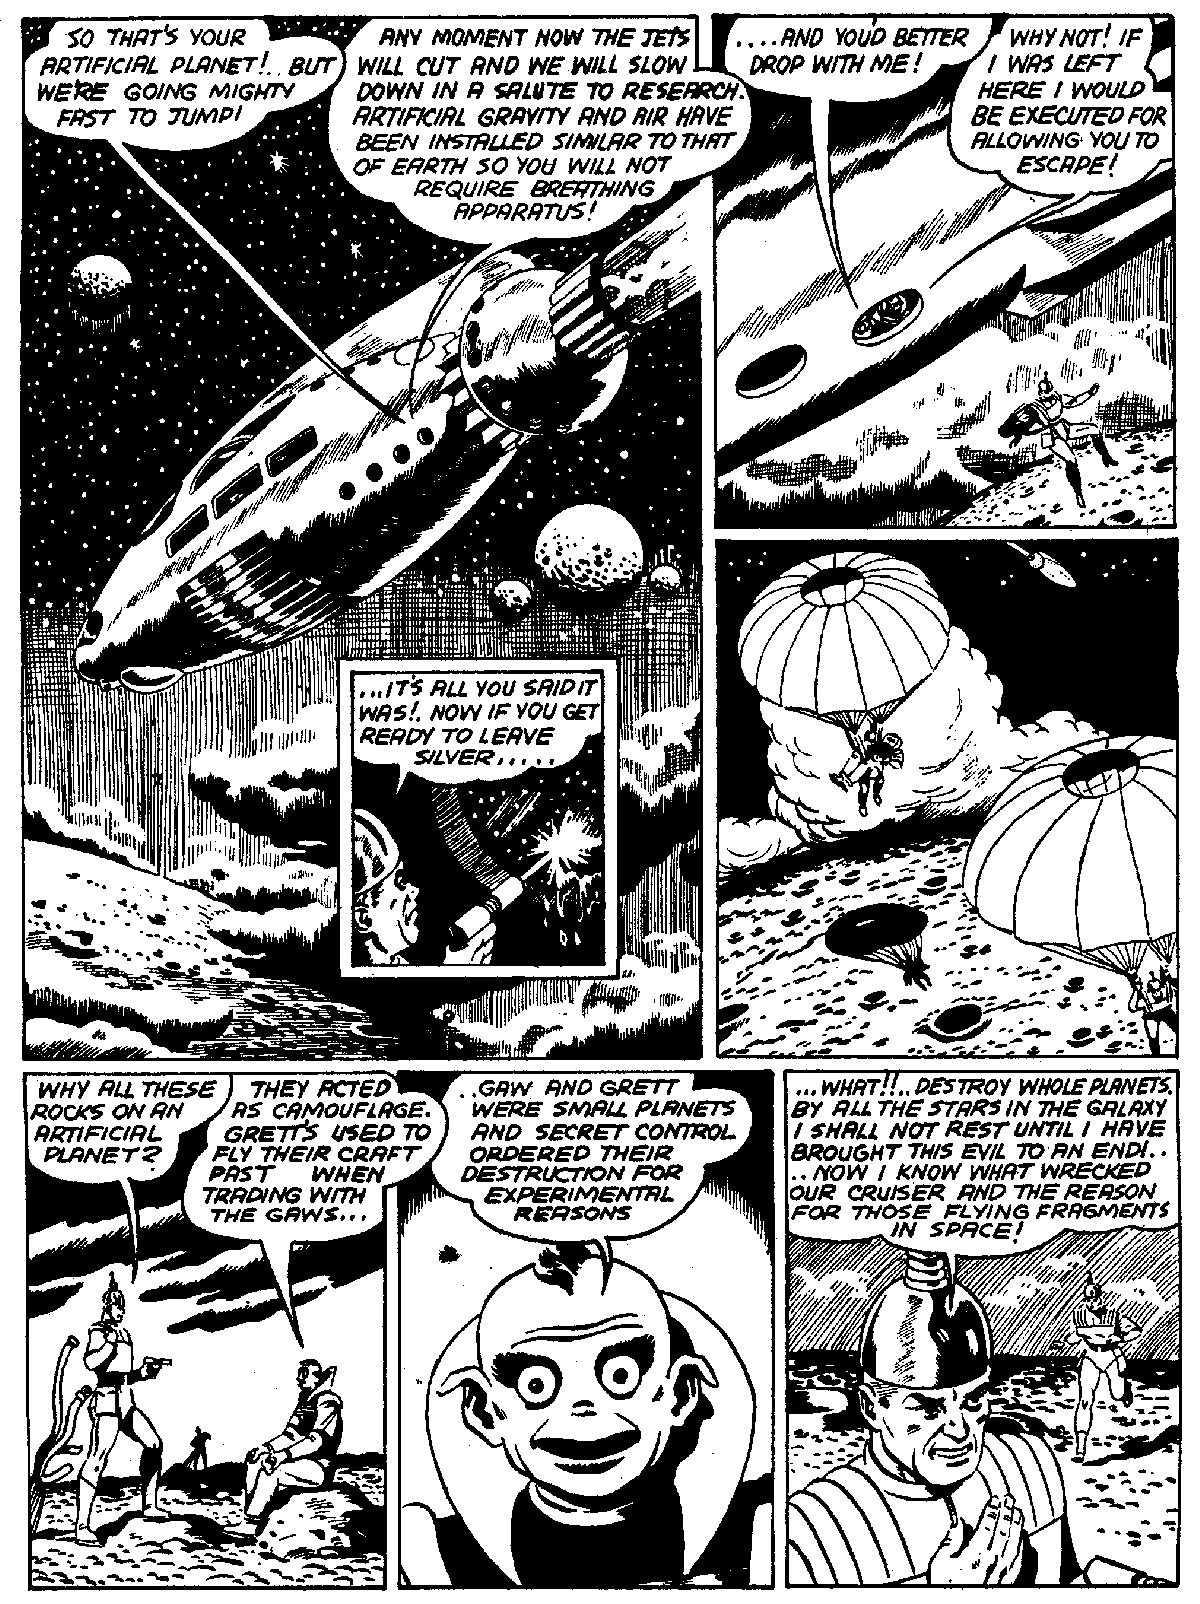 SO THAT'S YOUR
ARTIFICIAL PLANET!.. BUT
WE'RE GOING MIGHTY
FAST TO JUMP!
ANY MOMENT NOW THE JETS
WILL CUT AND WE WILL SLOW
DOWN IN A SALUTE TO RESEARCH.
ARTIFICIAL GRAVITY AND AIR HAVE
BEEN INSTALLED SIMILAR TO THAT
OF EARTH SO YOU WILL NOT
REQUIRE BREATHING
APPARATUS!
...IT'S ALL YOU SAID IT
WAS!. NOW IF YOU GET
READY TO LEAVE
SILVER.....
....AND YOU'D BETTER
DROP WITH ME!
WHY NOT! IF
I WAS LEFT
HERE I WOULD
BE EXECUTED FOR
ALLOWING YOU TO
ESCAPE!
WHY ALL THESE
ROCKS ON AN
ARTIFICIAL
PLANET?
THEY ACTED
AS CAMOUFLAGE.
GRETT'S USED TO
FLY THEIR CRAFT
PAST WHEN
TRADING WITH
THE GAWS...
..GAW AND GRETT
WERE SMALL PLANETS
AND SECRET CONTROL
ORDERED THEIR
DESTRUCTION FOR
EXPERIMENTAL
REASONS
...WHAT!!..DESTROY WHOLE PLANETS.
BY ALL THE STARS IN THE GALAXY
I SHALL NOT REST UNTIL I HAVE
BROUGHT THIS EVIL TO AN END!..
..NOW I KNOW WHAT WRECKED
OUR CRUISER AND THE REASON
FOR THOSE FLYING FRAGMENTS
IN SPACE!